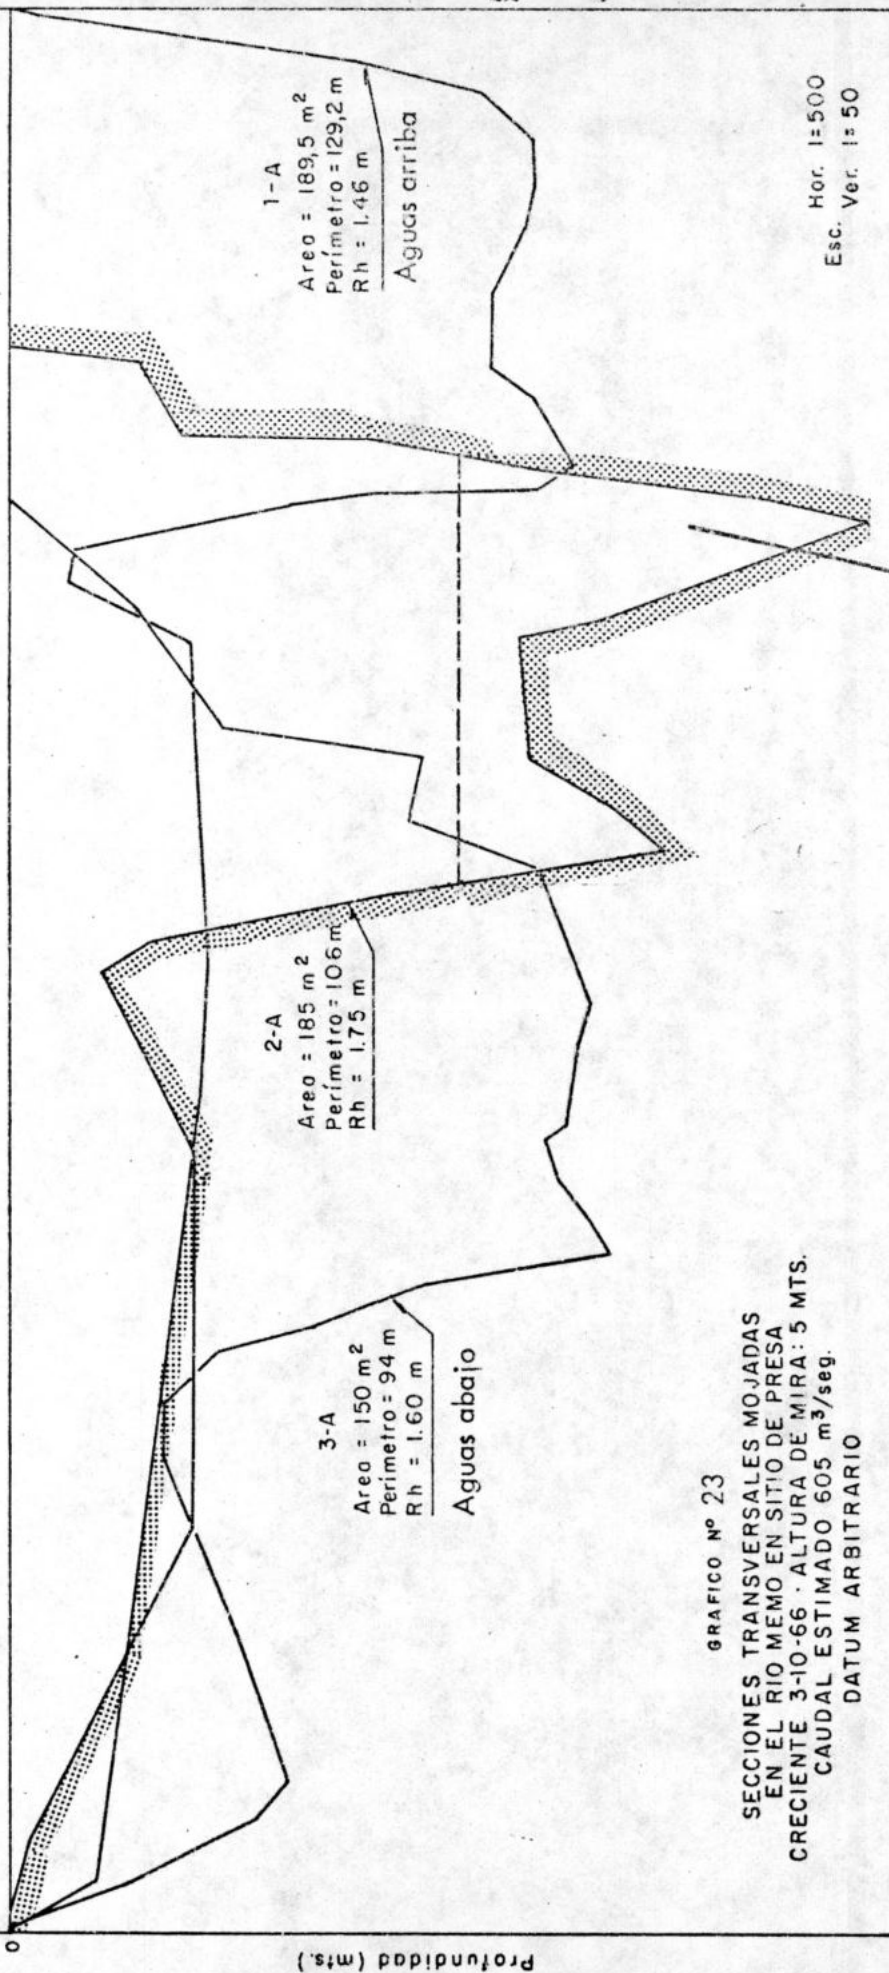 0
Profundidad (mts.)
1-A
Area = 189,5 m²
Perímetro = 129,2 m
Rh = 1.46 m
Aguas arriba
2-A
Area = 185 m²
Perímetro = 106 m
Rh = 1.75 m
3-A
Area = 150 m²
Perímetro = 94 m
Rh = 1.60 m
Aguas abajo
GRAFICO Nº 23
SECCIONES TRANSVERSALES MOJADAS
EN EL RIO MEMO EN SITIO DE PRESA
CRECIENTE 3-10-66 · ALTURA DE MIRA: 5 MTS.
CAUDAL ESTIMADO 605 m³/seg.
DATUM ARBITRARIO
Esc. Hor. 1:500
Ver. 1:50